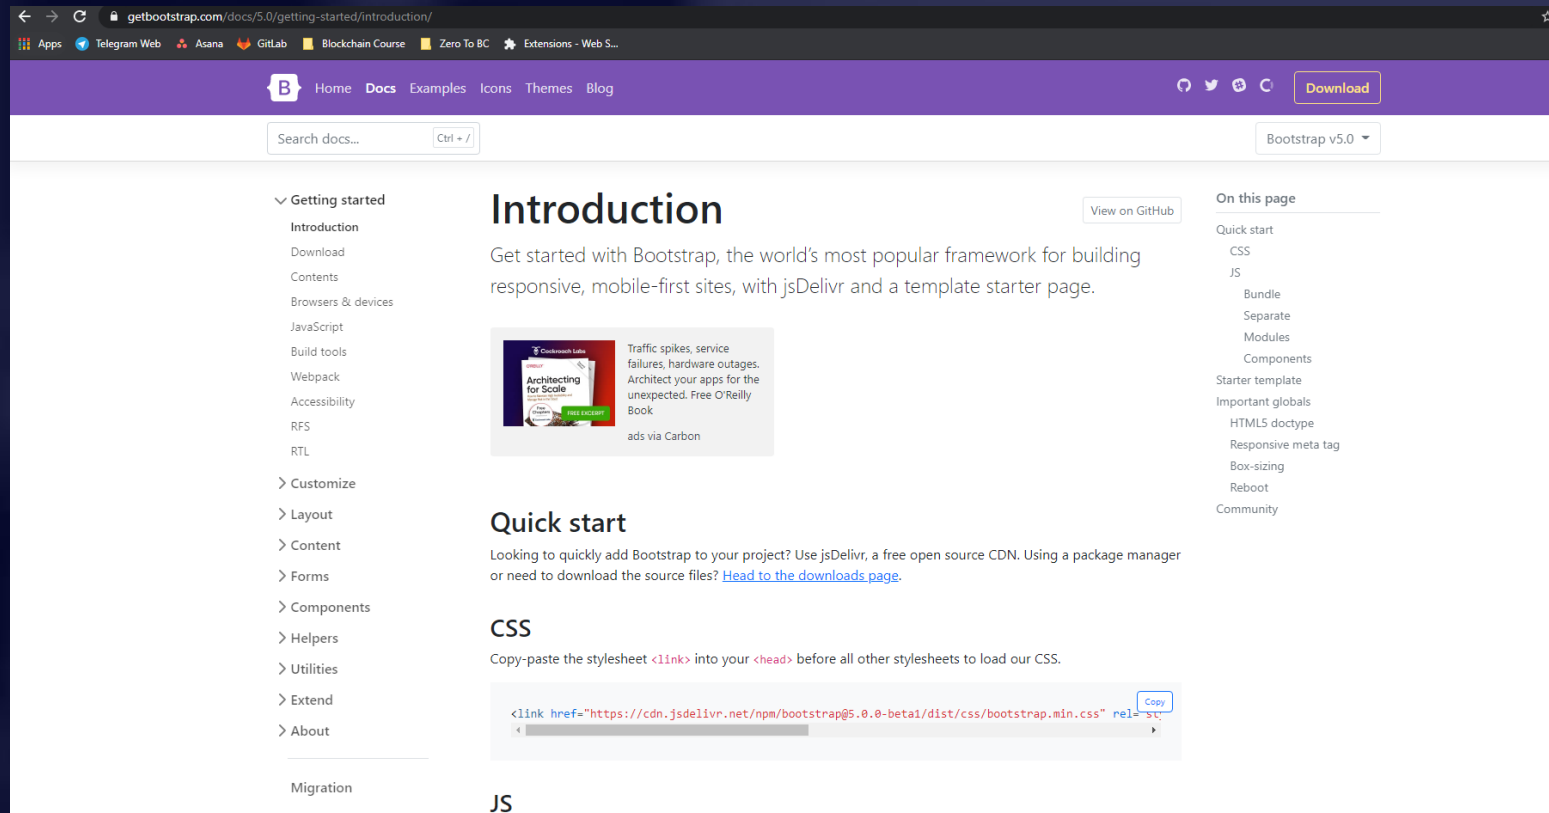 getbootstrap.com/docs/5.0/getting-started/introduction/
Apps Telegram Web Asana GitLab Blockchain Course Zero To BC Extensions - Web S...
B Home Docs Examples Icons Themes Blog Download
Search docs... Ctrl + / Bootstrap v5.0
Getting started
Introduction
Download
Contents
Browsers & devices
JavaScript
Build tools
Webpack
Accessibility
RFS
RTL
Customize
Layout
Content
Forms
Components
Helpers
Utilities
Extend
About
Migration
Introduction
View on GitHub
Get started with Bootstrap, the world’s most popular framework for building
responsive, mobile-first sites, with jsDelivr and a template starter page.
Cockroach Labs
O'REILLY
Architecting
for Scale
Free
Chapters
FREE EXCERPT
Traffic spikes, service
failures, hardware outages.
Architect your apps for the
unexpected. Free O'Reilly
Book
ads via Carbon
Quick start
Looking to quickly add Bootstrap to your project? Use jsDelivr, a free open source CDN. Using a package manager
or need to download the source files? Head to the downloads page.
CSS
Copy-paste the stylesheet <link> into your <head> before all other stylesheets to load our CSS.
Copy
<link href="https://cdn.jsdelivr.net/npm/bootstrap@5.0.0-beta1/dist/css/bootstrap.min.css" rel="st
JS
On this page
Quick start
CSS
JS
Bundle
Separate
Modules
Components
Starter template
Important globals
HTML5 doctype
Responsive meta tag
Box-sizing
Reboot
Community